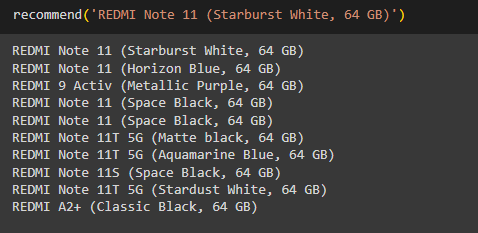 recommend('REDMI Note 11 (Starburst White, 64 GB)')
REDMI Note 11 (Starburst White, 64 GB)
REDMI Note 11 (Horizon Blue, 64 GB)
REDMI 9 Activ (Metallic Purple, 64 GB)
REDMI Note 11 (Space Black, 64 GB)
REDMI Note 11 (Space Black, 64 GB)
REDMI Note 11T 5G (Matte black, 64 GB)
REDMI Note 11T 5G (Aquamarine Blue, 64 GB)
REDMI Note 11S (Space Black, 64 GB)
REDMI Note 11T 5G (Stardust White, 64 GB)
REDMI A2+ (Classic Black, 64 GB)